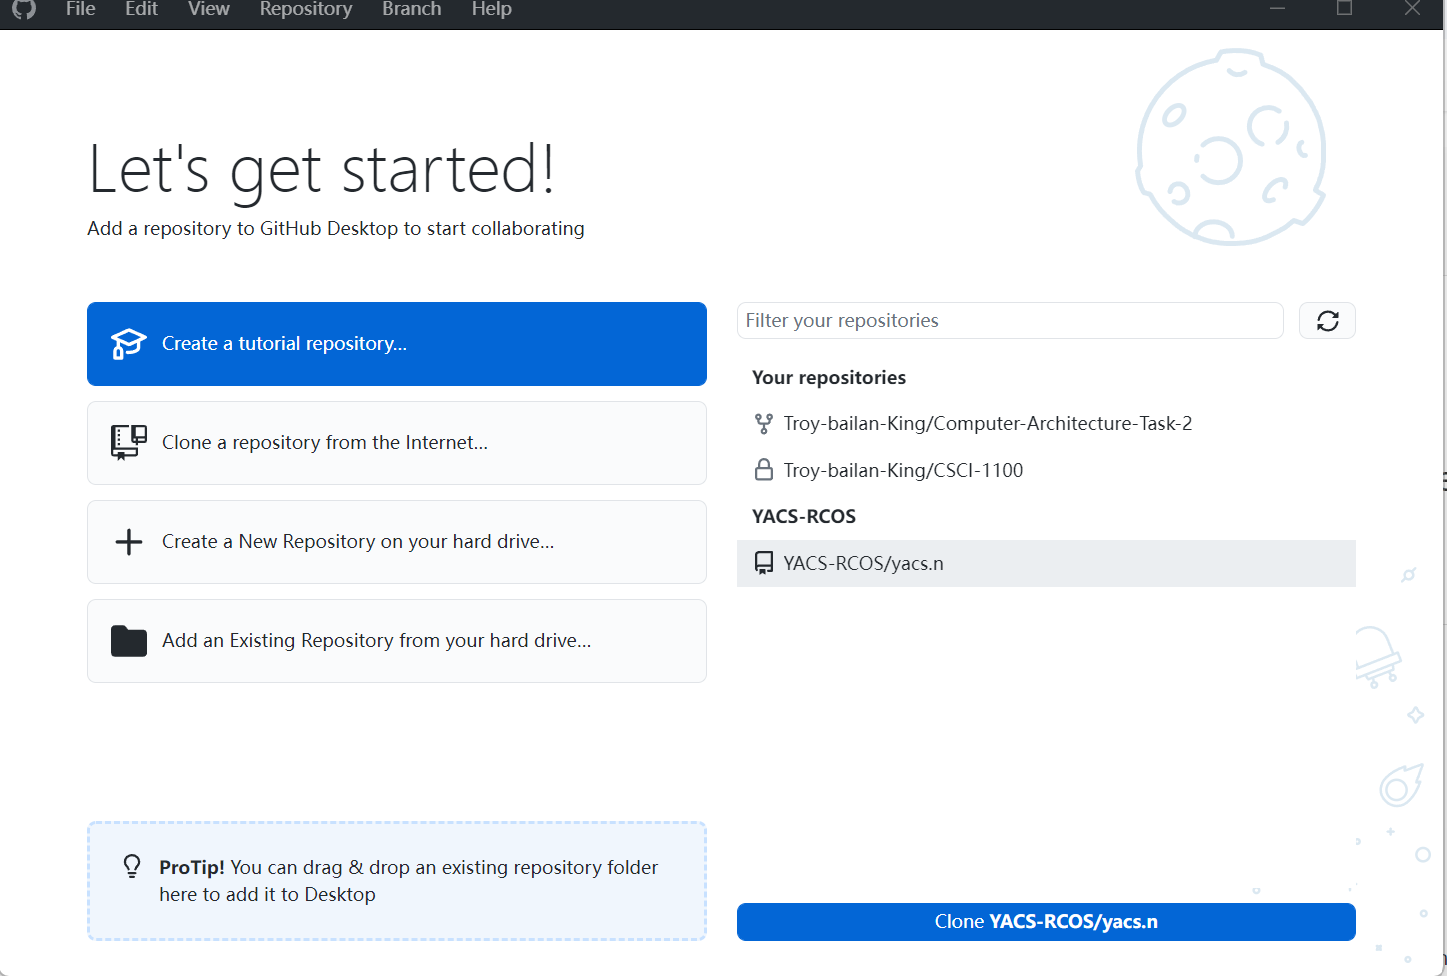 File Edit View Repository Branch Help
Let's get started!
Add a repository to GitHub Desktop to start collaborating
Create a tutorial repository...
Clone a repository from the Internet...
Create a New Repository on your hard drive...
Add an Existing Repository from your hard drive...
ProTip! You can drag & drop an existing repository folder
here to add it to Desktop
Filter your repositories
Your repositories
Troy-bailan-King/Computer-Architecture-Task-2
Troy-bailan-King/CSCI-1100
YACS-RCOS
YACS-RCOS/yacs.n
Clone YACS-RCOS/yacs.n